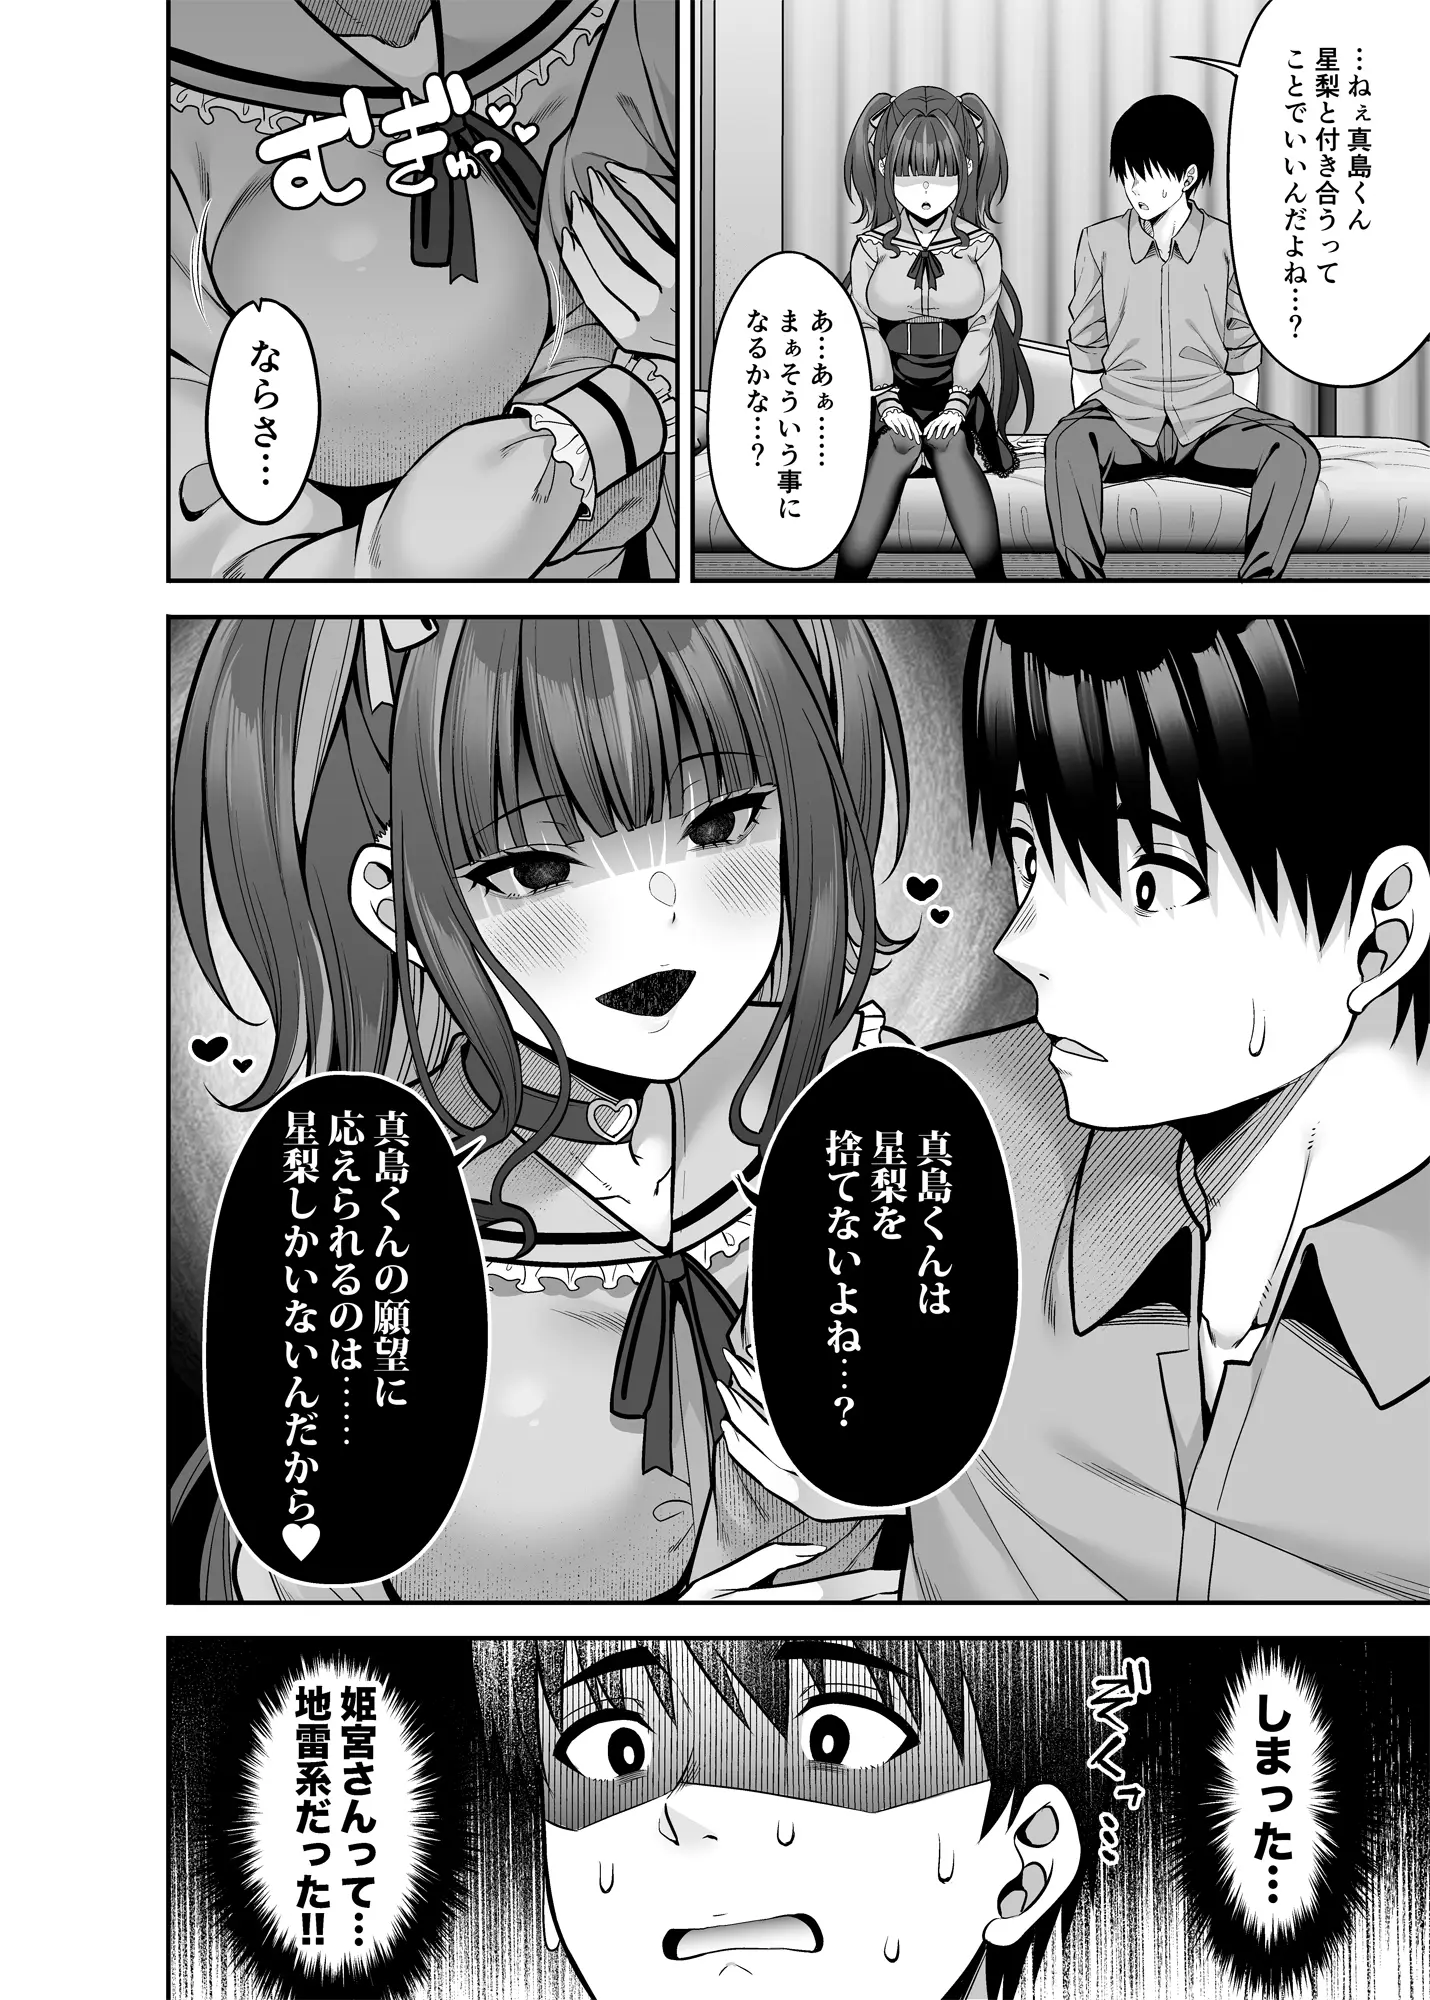 …ねぇ真島くん
星梨と付き合うって
ことでいいんだよね…?
あ…あぁ……
まぁそういう事に
なるかな…?
むぎゅっ♥♥
ならさ…
真島くんは
星梨を
捨てないよね…?
真島くんの願望に
応えられるのは……
星梨しかいないんだから♥
しまった…
ゾクゾクッ
姫宮さんって…
地雷系だった!!